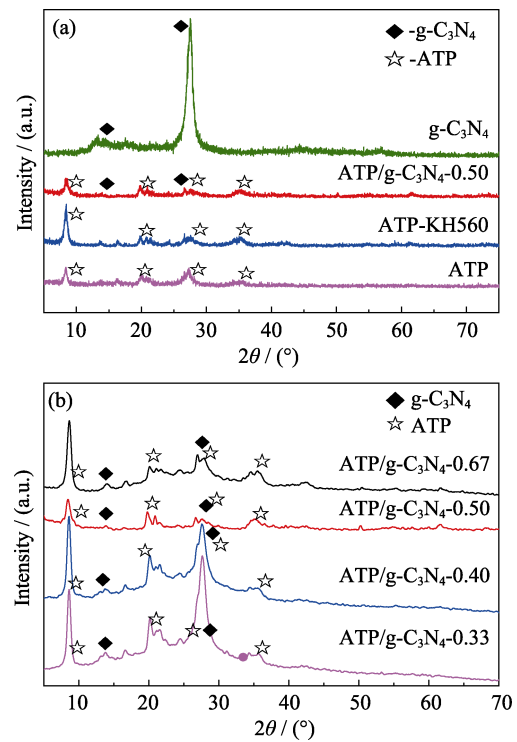 (a)
◆ -g-C₃N₄
☆ -ATP
g-C₃N₄
ATP/g-C₃N₄-0.50
ATP-KH560
ATP
Intensity / (a.u.)
10 20 30 40 50 60 70
2θ / (°)
(b)
◆ g-C₃N₄
☆ ATP
ATP/g-C₃N₄-0.67
ATP/g-C₃N₄-0.50
ATP/g-C₃N₄-0.40
ATP/g-C₃N₄-0.33
Intensity / (a.u.)
10 20 30 40 50 60 70
2θ / (°)